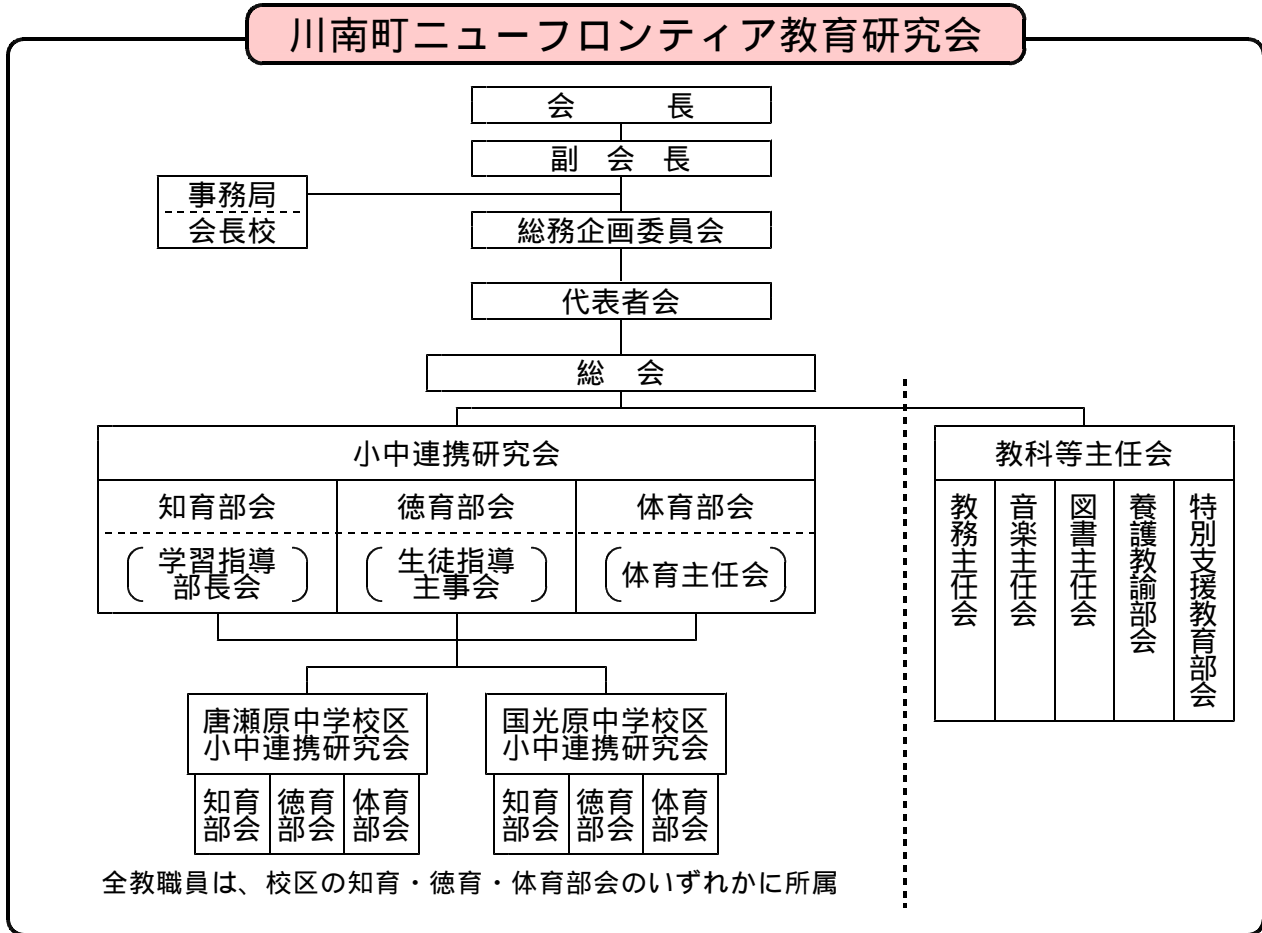 川南町ニューフロンティア教育研究会
会　　　長
副　会　長
事務局
会長校
総務企画委員会
代表者会
総　会
小中連携研究会
知育部会
徳育部会
体育部会
学習指導
部長会
生徒指導
主事会
体育主任会
教科等主任会
教務主任会
音楽主任会
図書主任会
養護教諭部会
特別支援教育部会
唐瀬原中学校区
小中連携研究会
知育
部会
徳育
部会
体育
部会
国光原中学校区
小中連携研究会
知育
部会
徳育
部会
体育
部会
全教職員は、校区の知育・徳育・体育部会のいずれかに所属